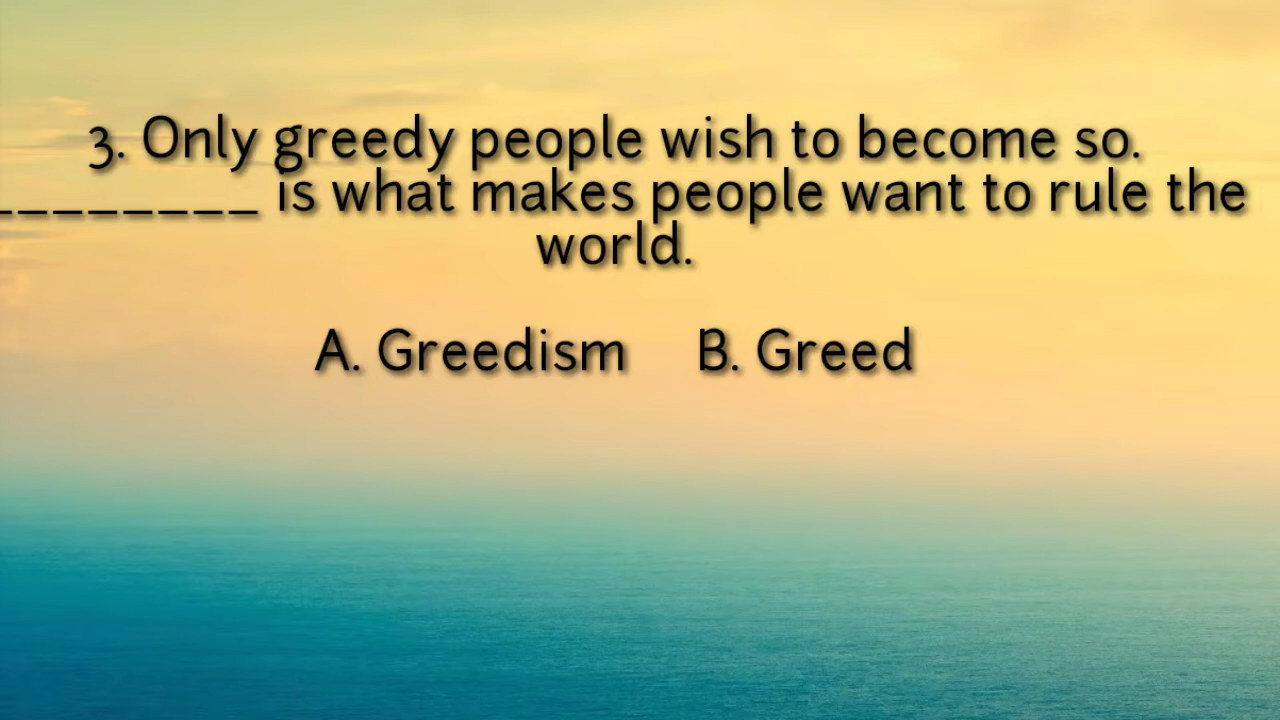 3. Only greedy people wish to become so.
________ is what makes people want to rule the
world.
A. Greedism B. Greed